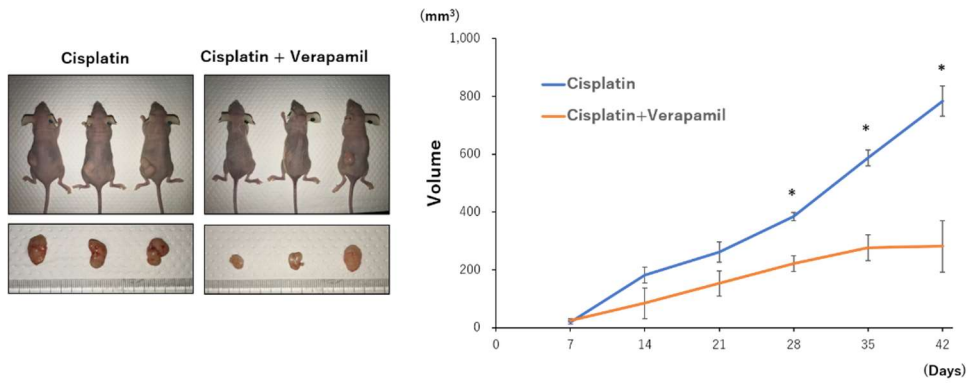 Cisplatin
Cisplatin + Verapamil
(mm³)
1,000
800
600
400
200
0
Volume
Cisplatin
Cisplatin+Verapamil
*
*
*
0 7 14 21 28 35 42
(Days)